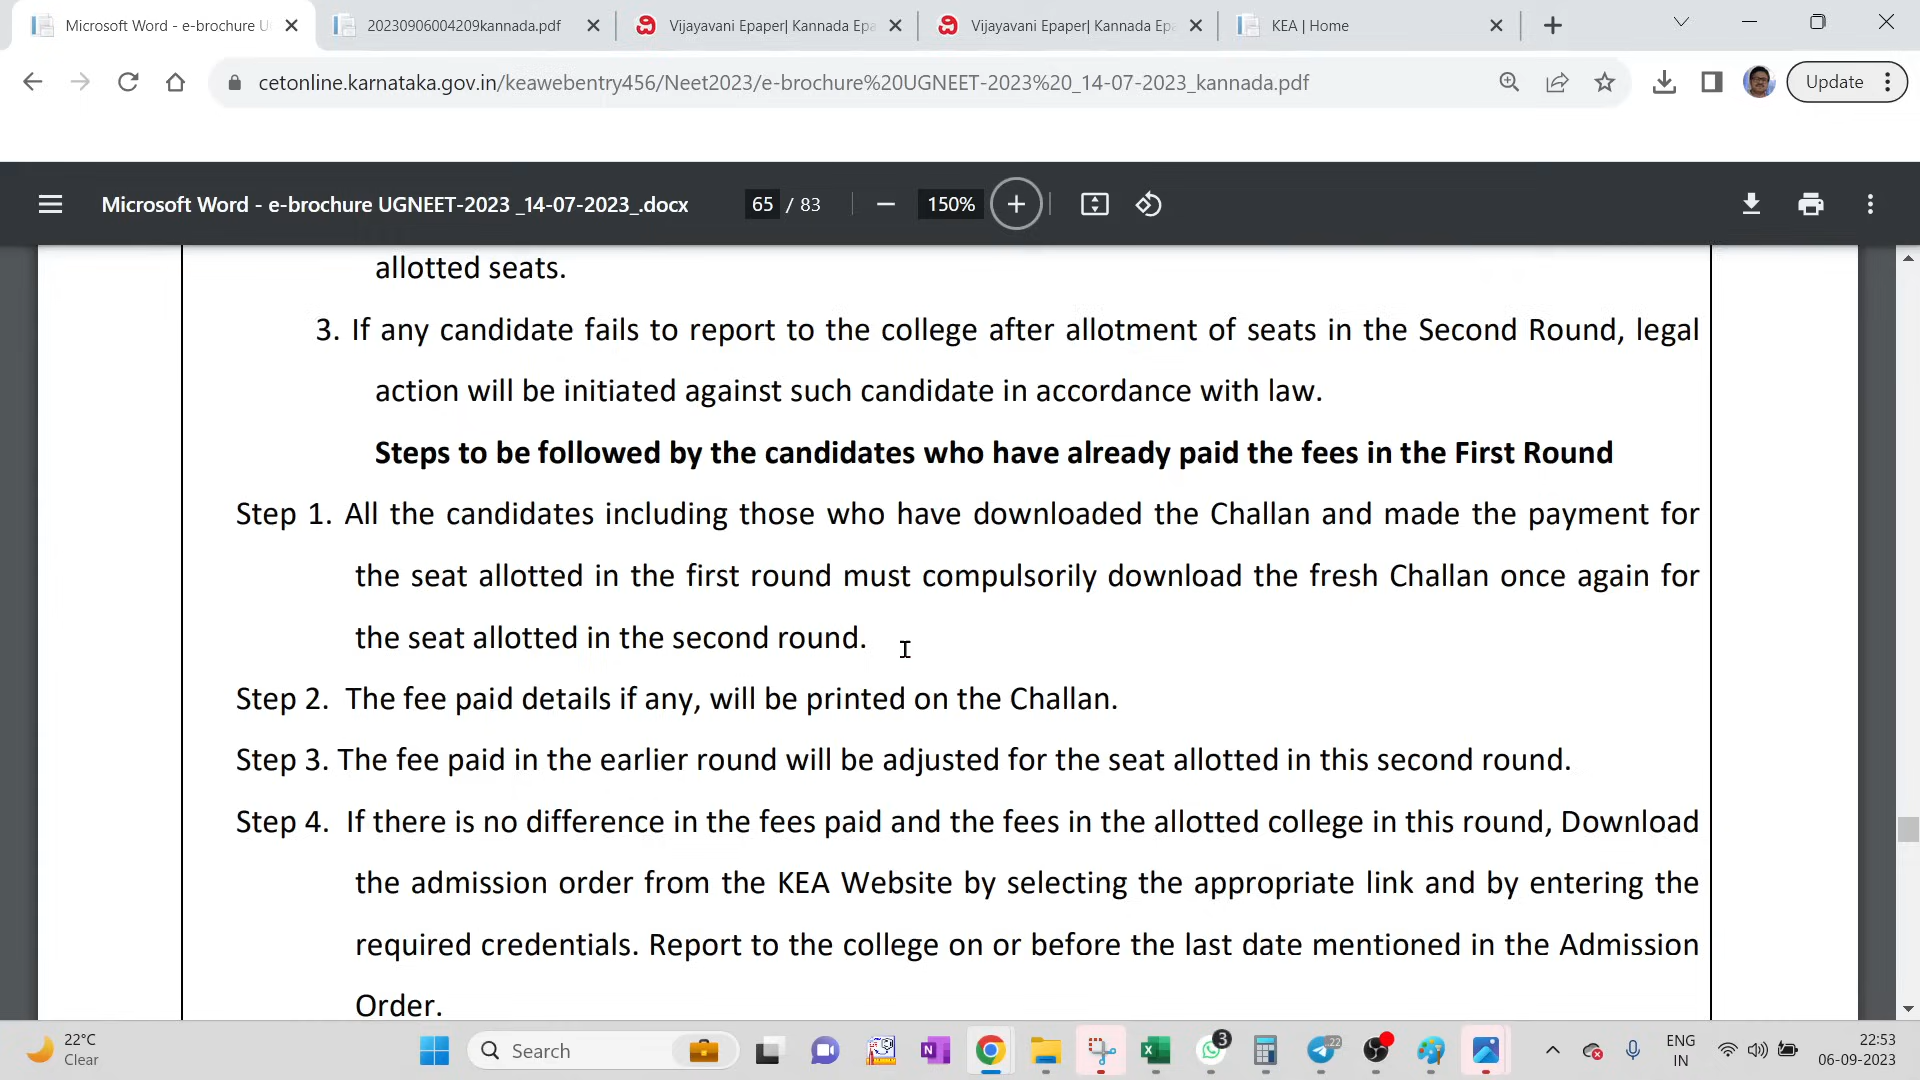 Microsoft Word - e-brochure U
20230906004209kannada.pdf
Vijayavani Epaper| Kannada Epa
Vijayavani Epaper| Kannada Epa
KEA | Home
cetonline.karnataka.gov.in/keawebentry456/Neet2023/e-brochure%20UGNEET-2023%20_14-07-2023_kannada.pdf
Update
Microsoft Word - e-brochure UGNEET-2023 _14-07-2023_.docx
65 / 83
150%
allotted seats.
3. If any candidate fails to report to the college after allotment of seats in the Second Round, legal
action will be initiated against such candidate in accordance with law.
Steps to be followed by the candidates who have already paid the fees in the First Round
Step 1. All the candidates including those who have downloaded the Challan and made the payment for
the seat allotted in the first round must compulsorily download the fresh Challan once again for
the seat allotted in the second round.
Step 2. The fee paid details if any, will be printed on the Challan.
Step 3. The fee paid in the earlier round will be adjusted for the seat allotted in this second round.
Step 4. If there is no difference in the fees paid and the fees in the allotted college in this round, Download
the admission order from the KEA Website by selecting the appropriate link and by entering the
required credentials. Report to the college on or before the last date mentioned in the Admission
Order.
22°C
Clear
Search
3
22
ENG
IN
22:53
06-09-2023